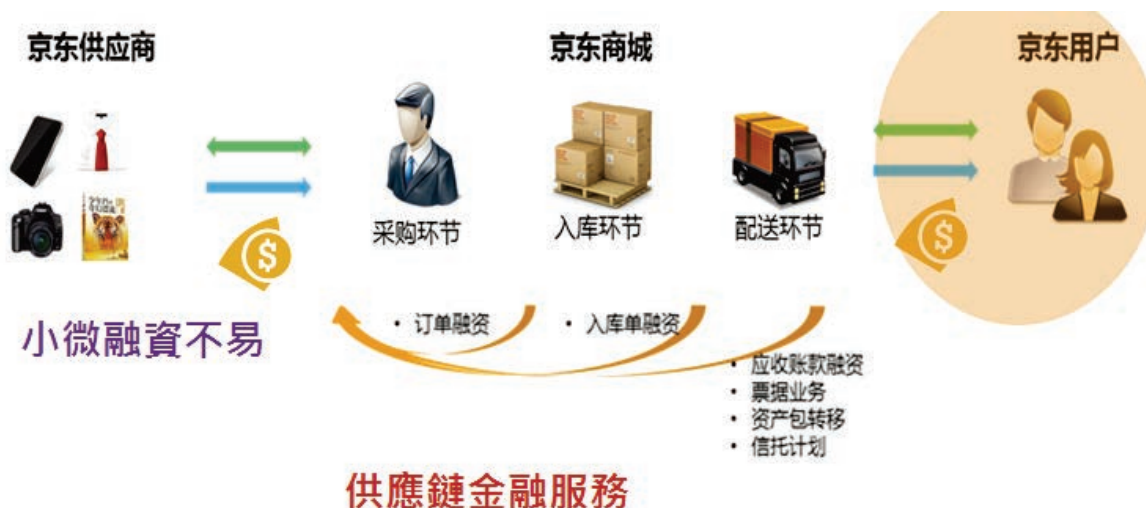 京东供应商
京东商城
京东用户
采购环节
入库环节
配送环节
小微融資不易
• 订单融资
• 入库单融资
• 应收账款融资
• 票据业务
• 资产包转移
• 信托计划
供應鏈金融服務